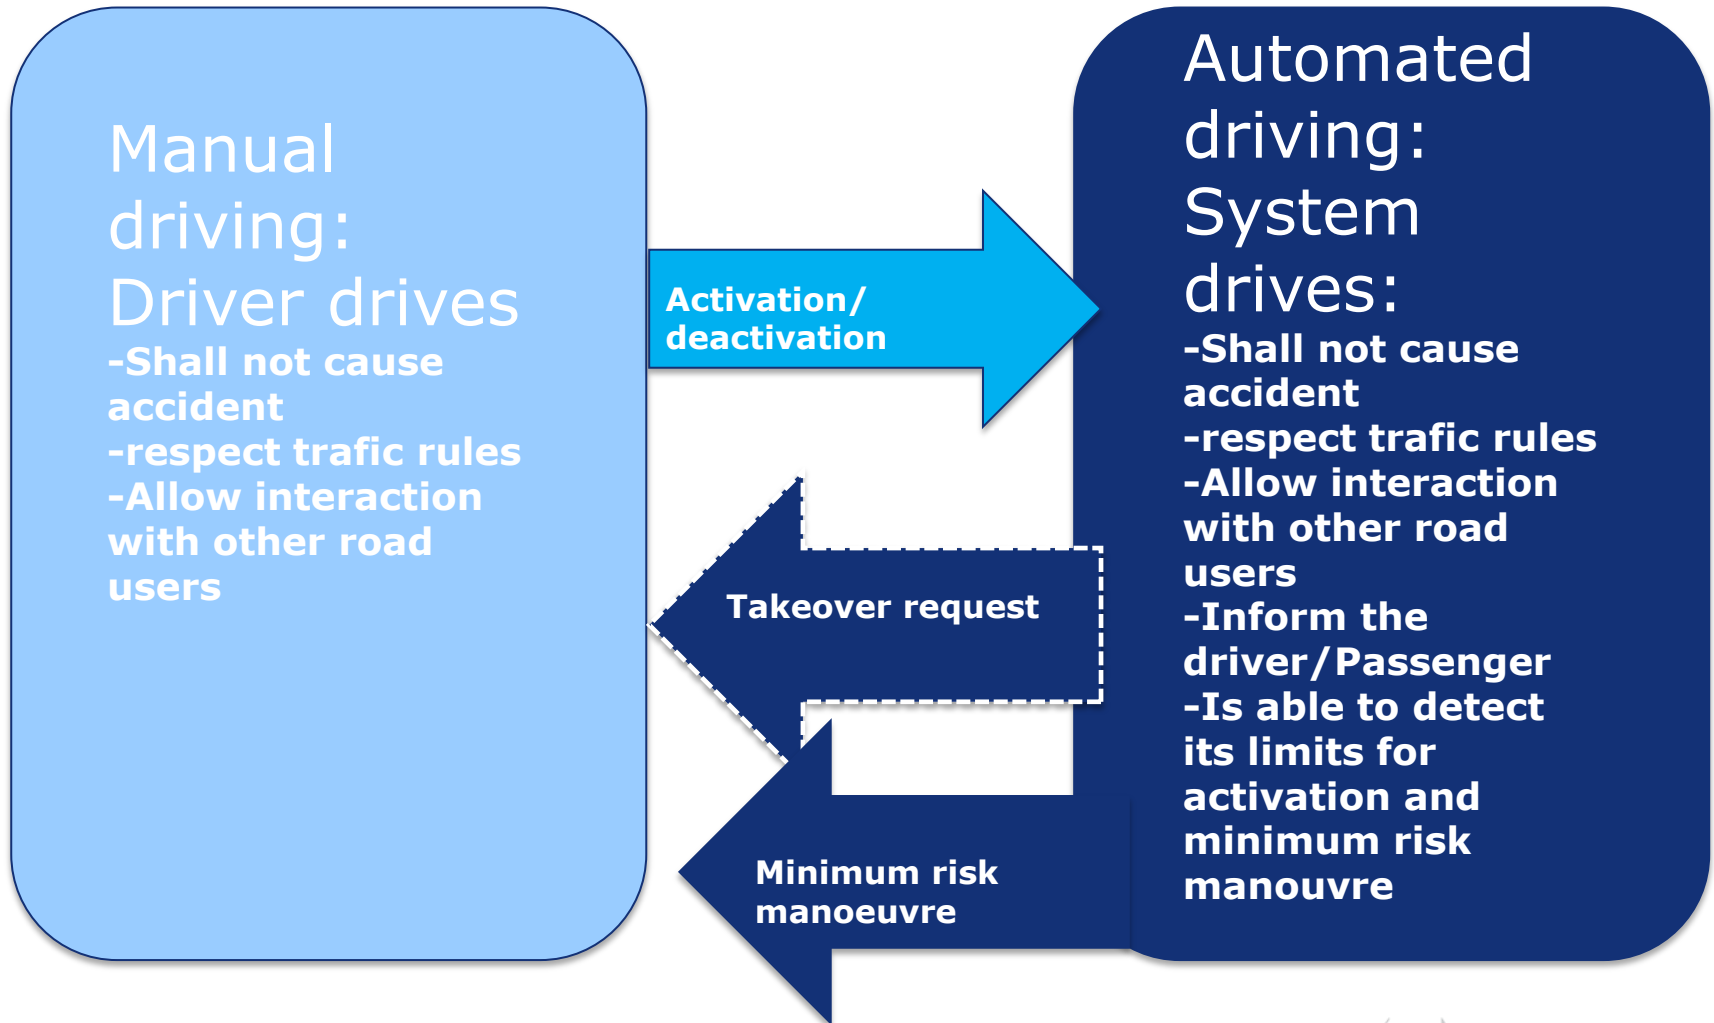 Manual
driving:
Driver drives
-Shall not cause
accident
-respect trafic rules
-Allow interaction
with other road
users
Activation/
deactivation
Takeover request
Minimum risk
manoeuvre
Automated
driving:
System
drives:
-Shall not cause
accident
-respect trafic rules
-Allow interaction
with other road
users
-Inform the
driver/Passenger
-Is able to detect
its limits for
activation and
minimum risk
manouvre